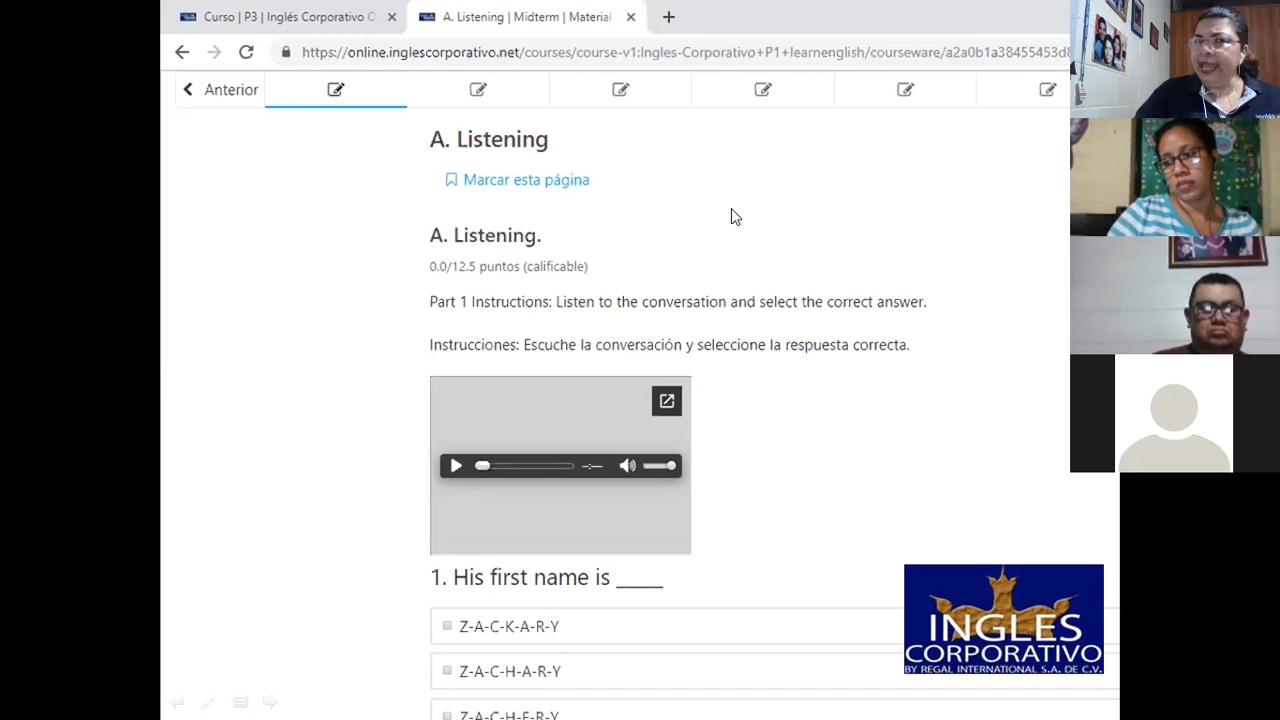 Curso | P3 | Inglés Corporativo O
A. Listening | Midterm | Material
https://online.inglescorporativo.net/courses/course-v1:Ingles-Corporativo+P1+learnenglish/courseware/a2a0b1a38455453d8
Anterior
A. Listening
Marcar esta página
A. Listening.
0.0/12.5 puntos (calificable)
Part 1 Instructions: Listen to the conversation and select the correct answer.
Instrucciones: Escuche la conversación y seleccione la respuesta correcta.
-:--
1. His first name is _____
Z-A-C-K-A-R-Y
Z-A-C-H-A-R-Y
Z-A-C-H-E-R-Y
INGLES
CORPORATIVO
BY REGAL INTERNATIONAL S.A. DE C.V.